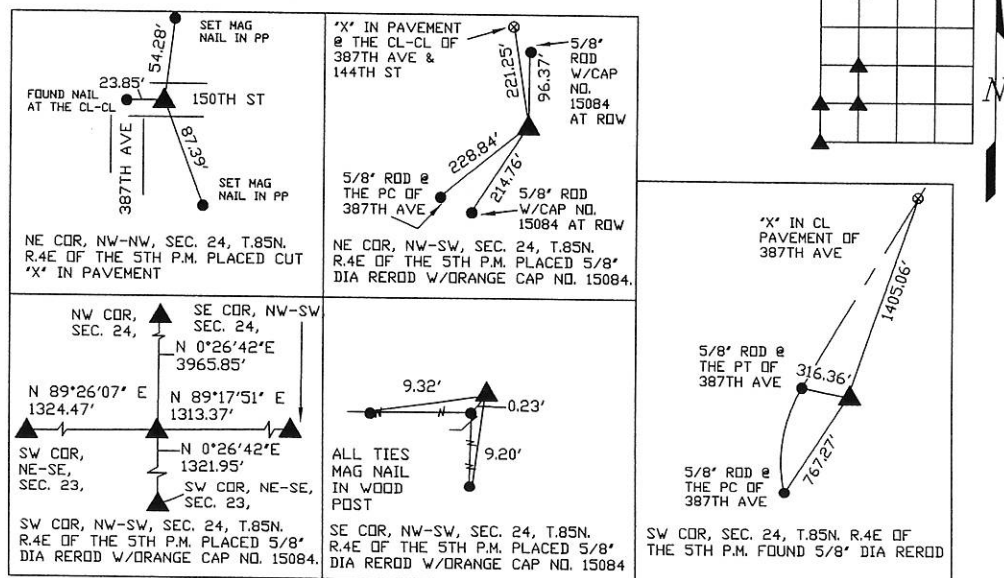 SET MAG
NAIL IN PP
54.28'
23.85'
FOUND NAIL
AT THE CL-CL
150TH ST
387TH AVE
87.39'
SET MAG
NAIL IN PP
NE COR, NW-NW, SEC. 24, T.85N.
R.4E OF THE 5TH P.M. PLACED CUT
"X" IN PAVEMENT
"X" IN PAVEMENT
@ THE CL-CL OF
387TH AVE &
144TH ST
221.25'
96.37'
5/8"
ROD
W/CAP
NO.
15084
AT ROW
228.84'
214.76'
5/8" ROD @
THE PC OF
387TH AVE
5/8" ROD
W/CAP NO.
15084 AT ROW
NE COR, NW-SW, SEC. 24, T.85N.
R.4E OF THE 5TH P.M. PLACED 5/8"
DIA REROD W/ORANGE CAP NO. 15084.
N
NW COR,
SEC. 24,
SE COR, NW-SW,
SEC. 24,
N 0°26'42"E
3965.85'
N 89°26'07" E
1324.47'
N 89°17'51" E
1313.37'
N 0°26'42"E
1321.95'
SW COR,
NE-SE,
SEC. 23,
SW COR, NE-SE,
SEC. 23,
SW COR, NW-SW, SEC. 24, T.85N.
R.4E OF THE 5TH P.M. PLACED 5/8"
DIA REROD W/ORANGE CAP NO. 15084.
9.32'
0.23'
9.20'
ALL TIES
MAG NAIL
IN WOOD
POST
SE COR, NW-SW, SEC. 24, T.85N.
R.4E OF THE 5TH P.M. PLACED 5/8"
DIA REROD W/ORANGE CAP NO. 15084
"X" IN CL
PAVEMENT OF
387TH AVE
1405.06'
5/8" ROD @
THE PT OF
387TH AVE
316.36'
767.27'
5/8" ROD @
THE PC OF
387TH AVE
SW COR, SEC. 24, T.85N. R.4E OF
THE 5TH P.M. FOUND 5/8" DIA REROD